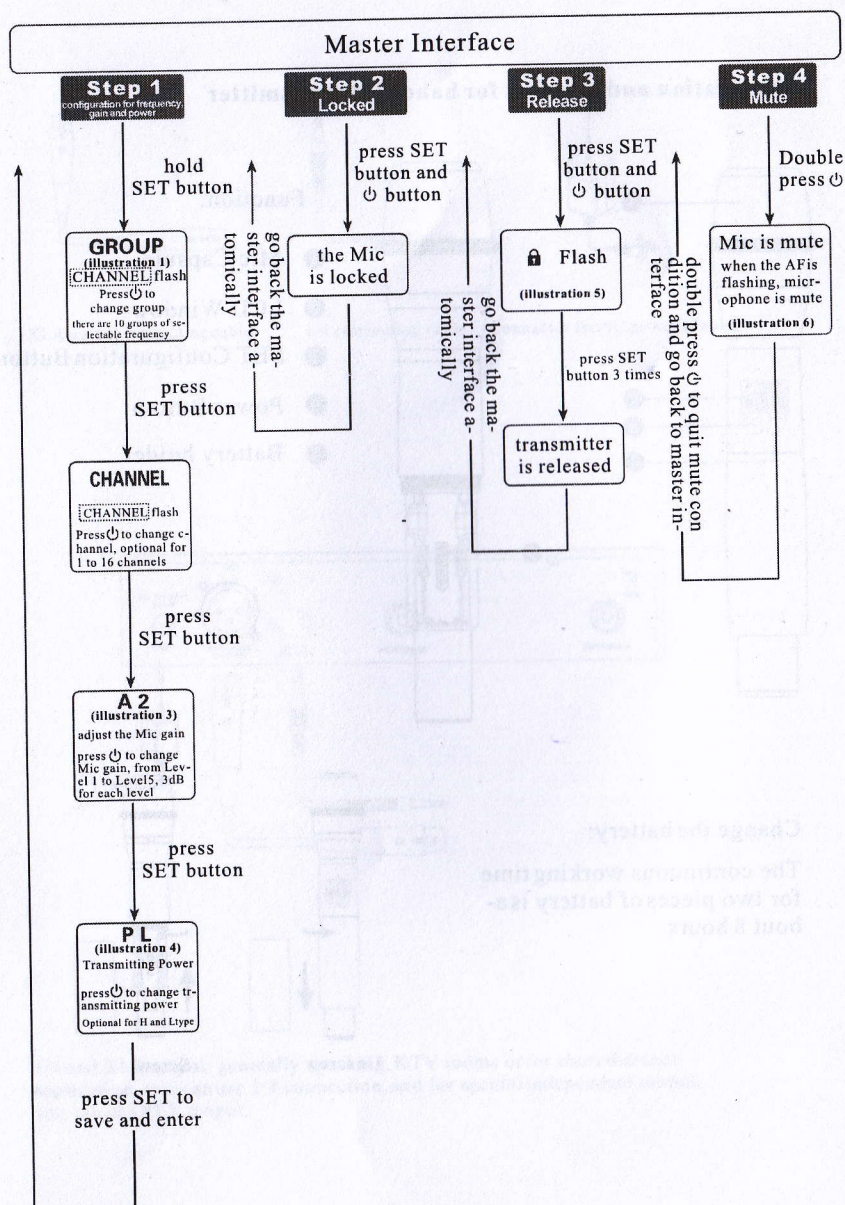 Master Interface
Step 1
configuration for frequency,
gain and power
hold
SET button
GROUP
(illustration 1)
CHANNEL flash
Press⏻to
change group
there are 10 groups of se-
lectable frequency
press
SET button
CHANNEL
CHANNEL flash
Press⏻to change c-
hannel, optional for
1 to 16 channels
press
SET button
A 2
(illustration 3)
adjust the Mic gain
press ⏻ to change
Mic gain, from Lev-
el 1 to Level5, 3dB
for each level
press
SET button
P L
(illustration 4)
Transmitting Power
press⏻to change tr-
ansmitting power
Optional for H and Ltype
press SET to
save and enter
Step 2
Locked
press SET
button and
⏻ button
the Mic
is locked
go back the ma-
ster interface a-
tomically
Step 3
Release
press SET
button and
⏻ button
Flash
(illustration 5)
press SET
button 3 times
transmitter
is released
go back the ma-
ster interface a-
tomically
Step 4
Mute
Double
press ⏻
Mic is mute
when the AFis
flashing, micr-
ophone is mute
(illustration 6)
double press ⏻ to quit mute con
dition and go back to master in-
terface
Function:
Battery Inside
Change the battery:
The continuous working time
for two pieces of battery is a-
bout 8 hours